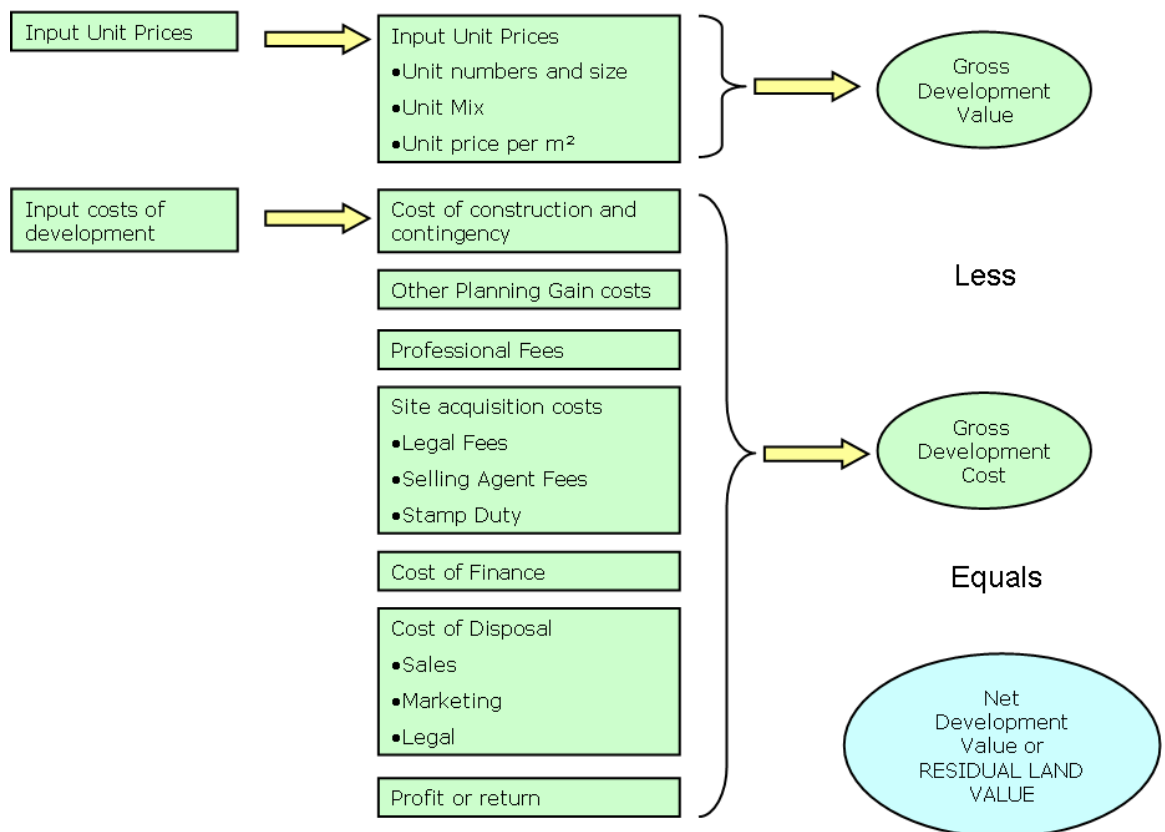 Input Unit Prices
Input Unit Prices
•Unit numbers and size
•Unit Mix
•Unit price per m²
Gross
Development
Value
Input costs of
development
Cost of construction and
contingency
Less
Other Planning Gain costs
Professional Fees
Site acquisition costs
•Legal Fees
•Selling Agent Fees
•Stamp Duty
Gross
Development
Cost
Cost of Finance
Equals
Cost of Disposal
•Sales
•Marketing
•Legal
Net
Development
Value or
RESIDUAL LAND
VALUE
Profit or return